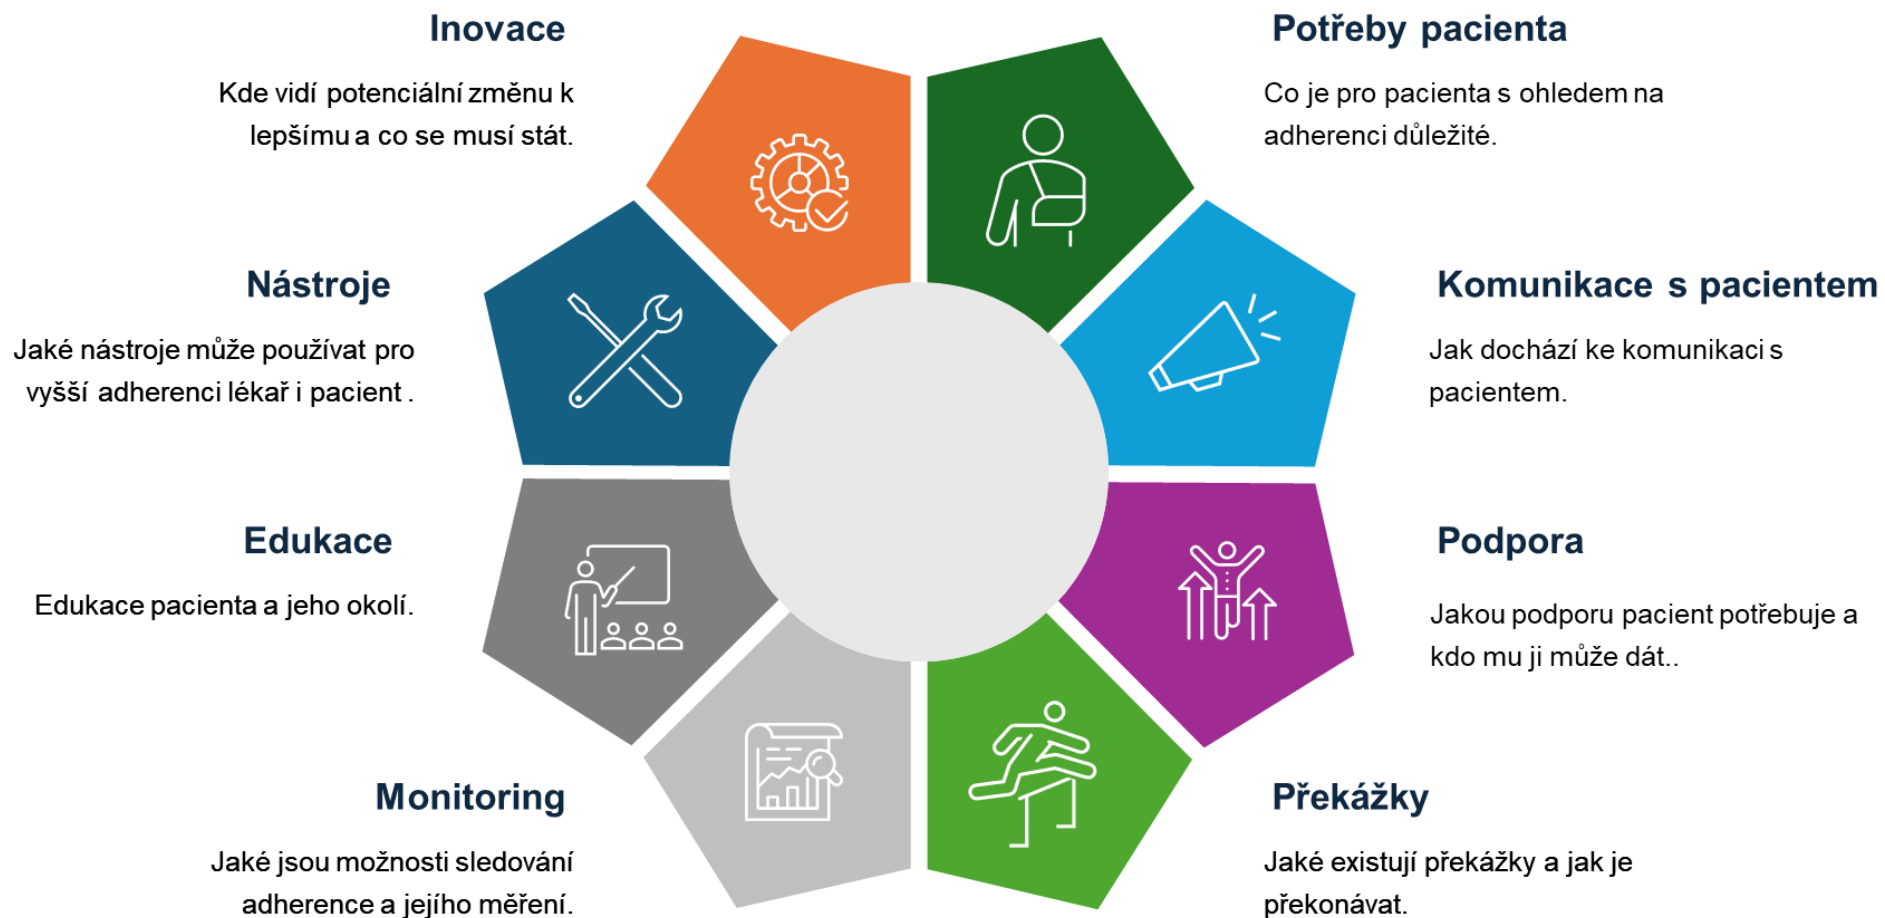 Inovace
Kde vidí potenciální změnu k
lepšímu a co se musí stát.
Potřeby pacienta
Co je pro pacienta s ohledem na
adherenci důležité.
Nástroje
Jaké nástroje může používat pro
vyšší adherenci lékař i pacient .
Komunikace s pacientem
Jak dochází ke komunikaci s
pacientem.
Edukace
Edukace pacienta a jeho okolí.
Podpora
Jakou podporu pacient potřebuje a
kdo mu ji může dát..
Monitoring
Jaké jsou možnosti sledování
adherence a jejího měření.
Překážky
Jaké existují překážky a jak je
překonávat.